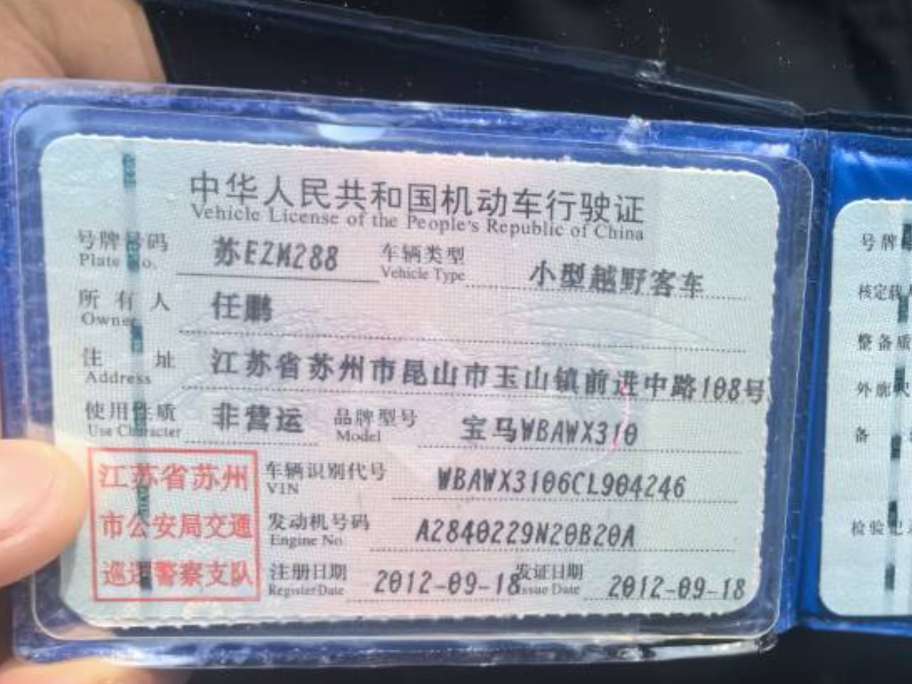 中华人民共和国机动车行驶证
Vehicle License of the People's Republic of China
号牌号码 苏EZM288 车辆类型 小型越野客车
Plate No. Vehicle Type
所有人 任鹏
Owner
住址 江苏省苏州市昆山市玉山镇前进中路108号
Address
使用性质 非营运 品牌型号 宝马WBAWX310
Use Character Model
江苏省苏州
市公安局交通
巡逻警察支队
车辆识别代号 WBAWX3106CL904246
VIN
发动机号码 A2840229N20B20A
Engine No.
注册日期 2012-09-18 发证日期 2012-09-18
Register Date Issue Date
号牌
核定载
整备质
外廓尺
备
检验记